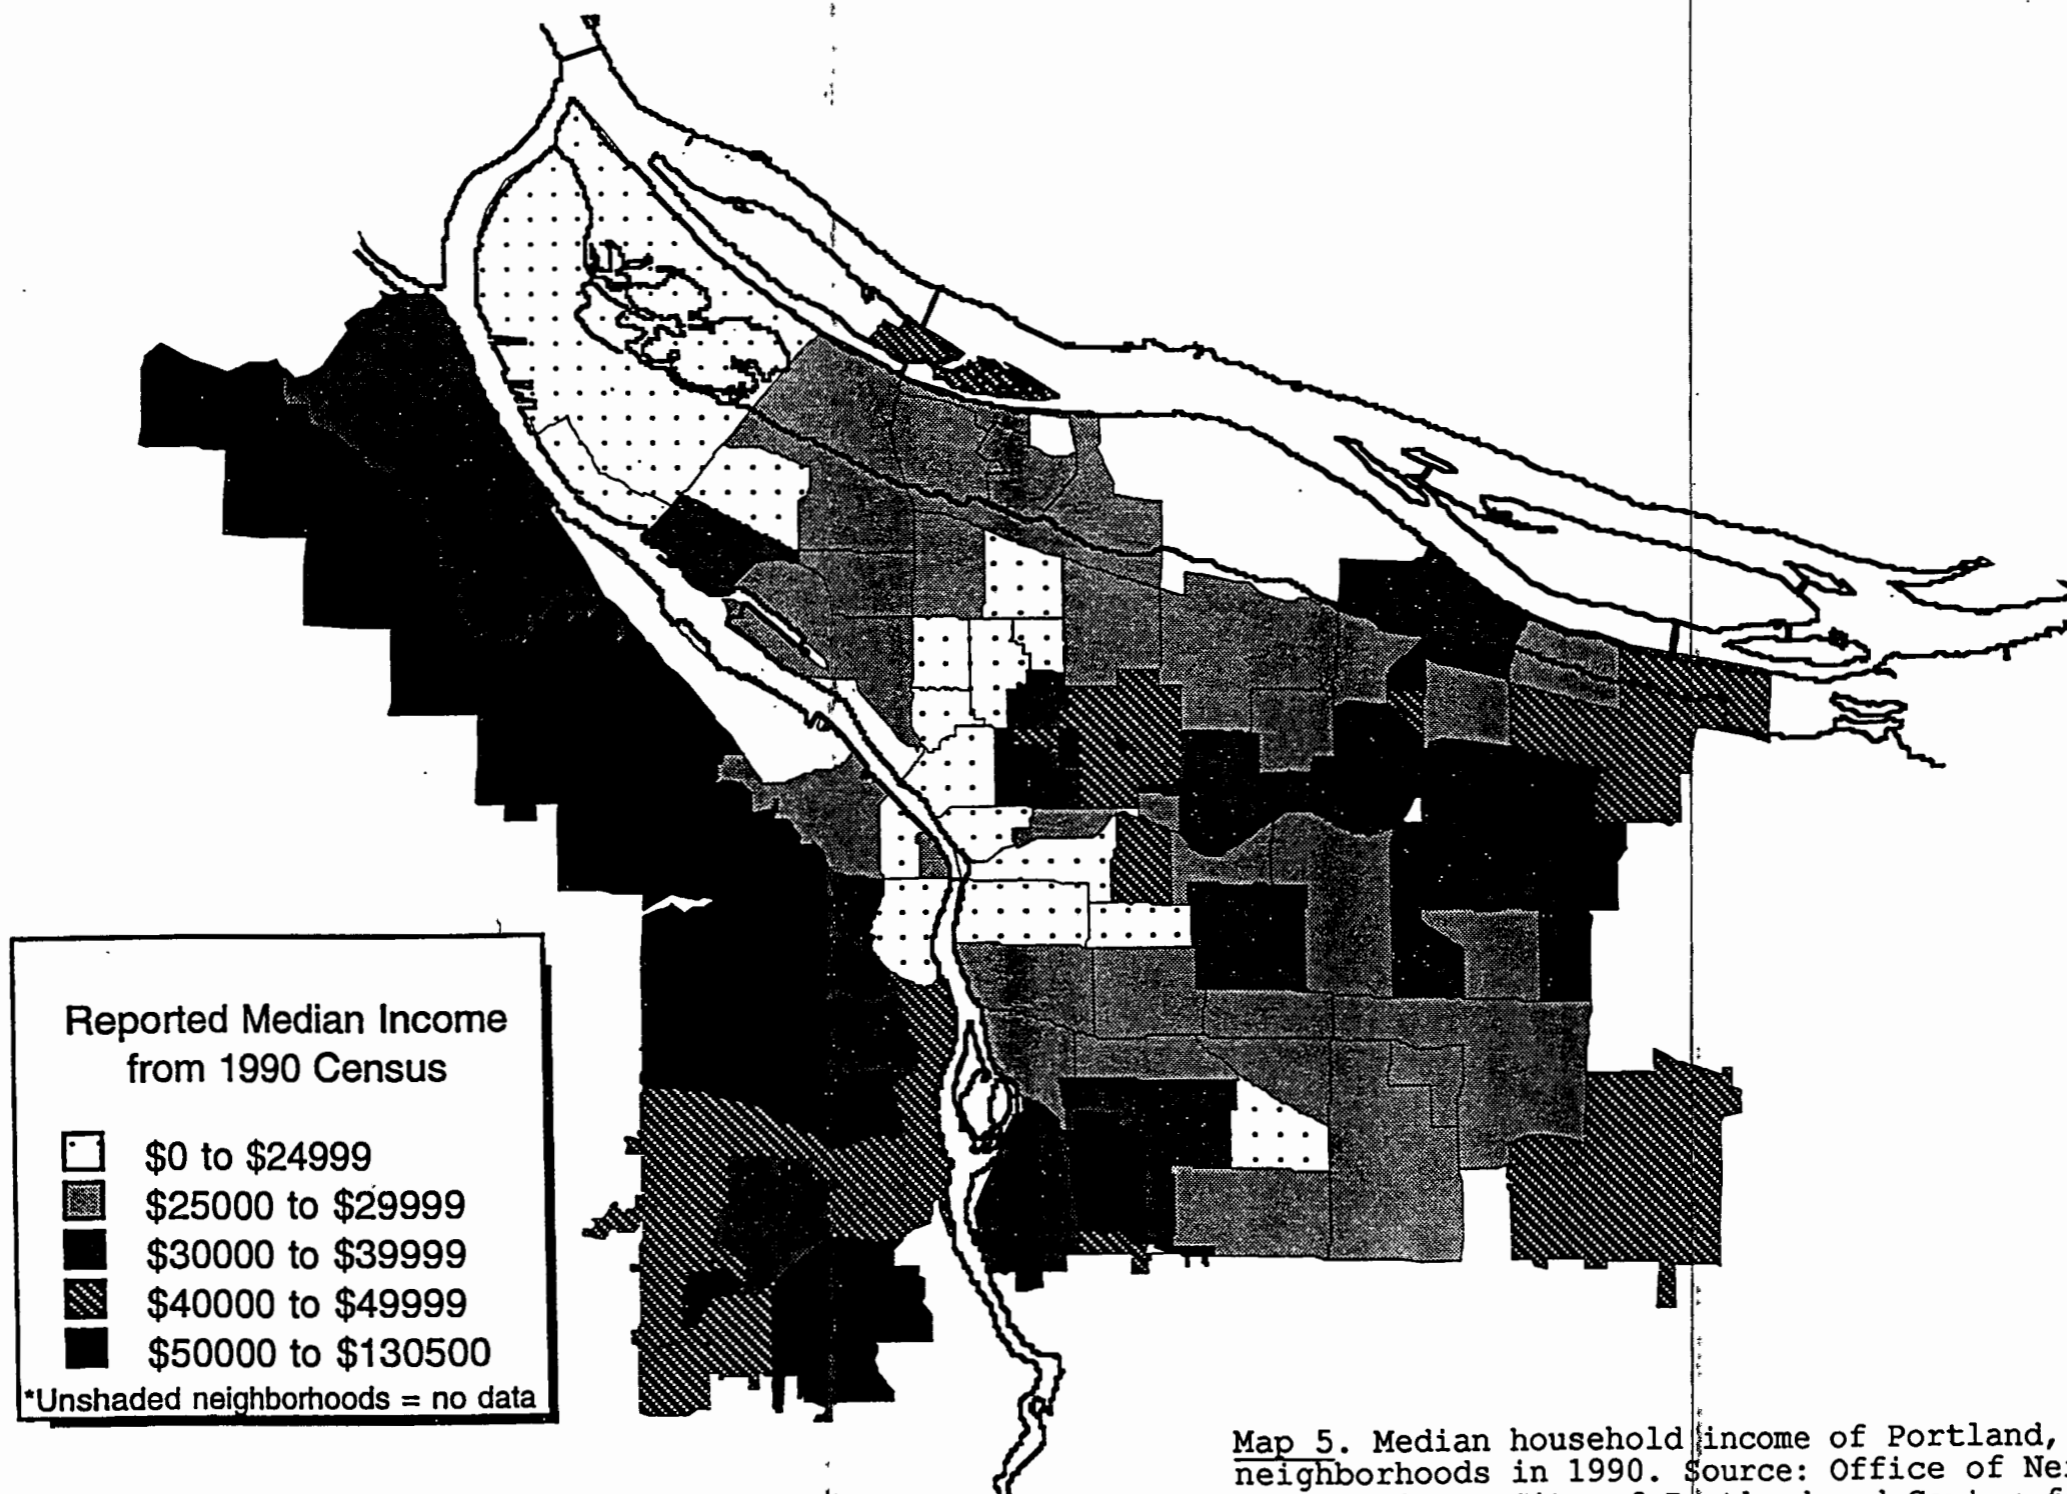 Reported Median Income
from 1990 Census
$0 to $24999
$25000 to $29999
$30000 to $39999
$40000 to $49999
$50000 to $130500
*Unshaded neighborhoods = no data
Map 5. Median household income of Portland,
neighborhoods in 1990. Source: Office of